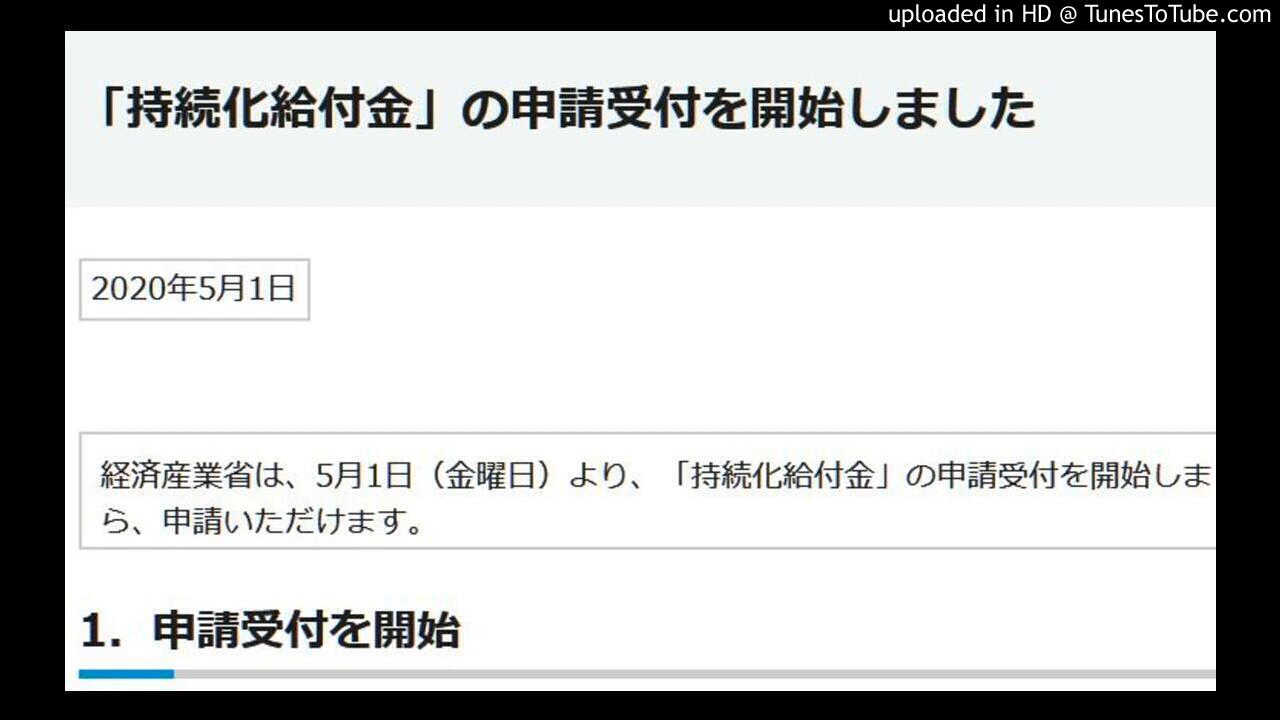 uploaded in HD @ TunesToTube.com
「持続化給付金」の申請受付を開始しました
2020年5月1日
経済産業省は、5月1日（金曜日）より、「持続化給付金」の申請受付を開始しま
ら、申請いただけます。
1．申請受付を開始